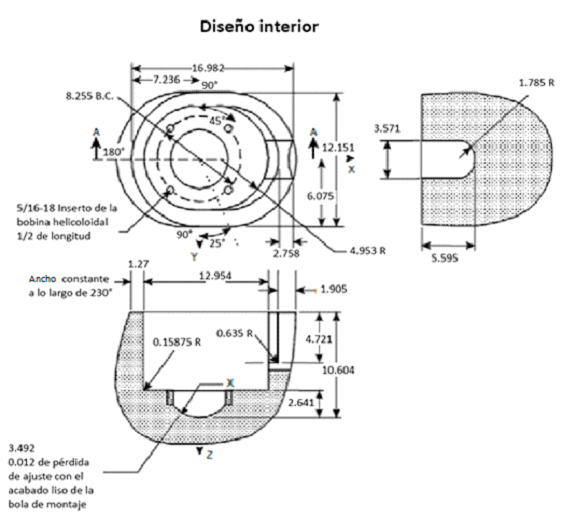 Diseño interior
16.982
7.236
90°
8.255 B.C.
45°
A
A
180°
12.151
X
6.075
5/16-18 Inserto de la
bobina helicoloidal
1/2 de longitud
90°
25°
Y
2.758
4.953 R
1.785 R
3.571
5.595
1.27
Ancho constante
a lo largo de 230°
12.954
1.905
0.15875 R
0.635 R
4.721
10.604
X
2.641
Z
3.492
0.012 de pérdida
de ajuste con el
acabado liso de la
bola de montaje